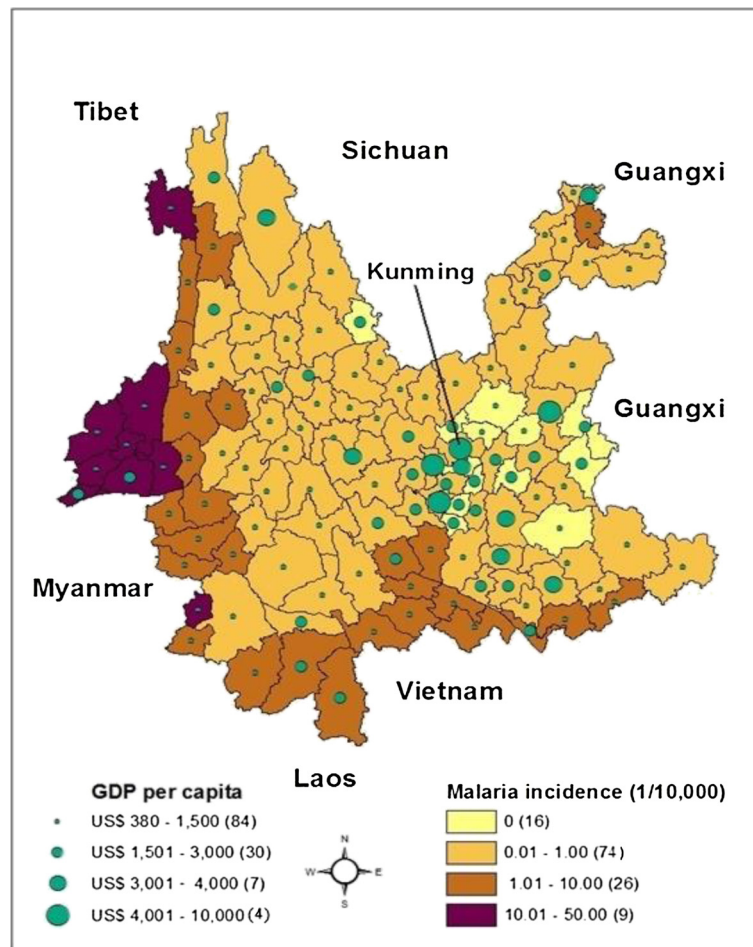 Tibet
Sichuan
Guangxi
Kunming
Guangxi
Myanmar
Vietnam
Laos
GDP per capita
US$ 380 - 1,500 (84)
US$ 1,501 - 3,000 (30)
US$ 3,001 - 4,000 (7)
US$ 4,001 - 10,000 (4)
N
W E
S
Malaria incidence (1/10,000)
0 (16)
0.01 - 1.00 (74)
1.01 - 10.00 (26)
10.01 - 50.00 (9)